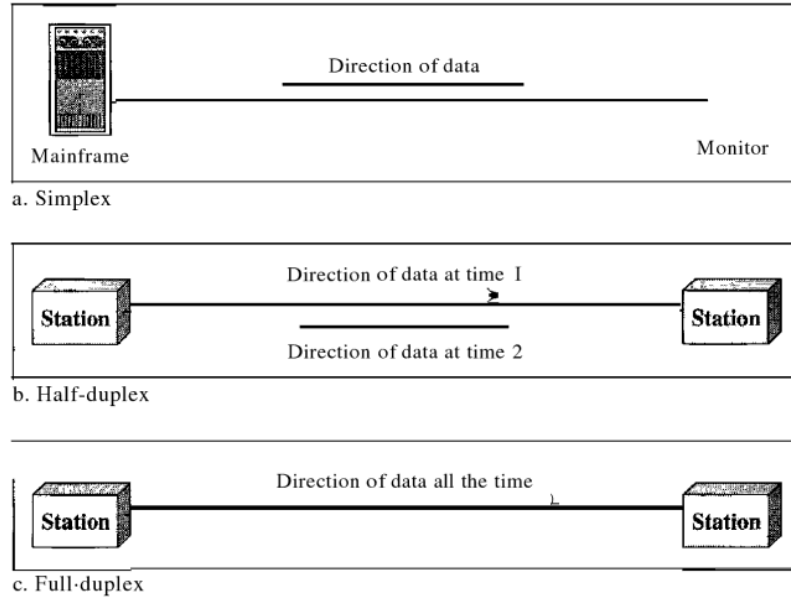 Direction of data
Mainframe
Monitor
a. Simplex
Direction of data at time I
Station
Station
Direction of data at time 2
b. Half-duplex
Direction of data all the time
Station
Station
c. Full·duplex